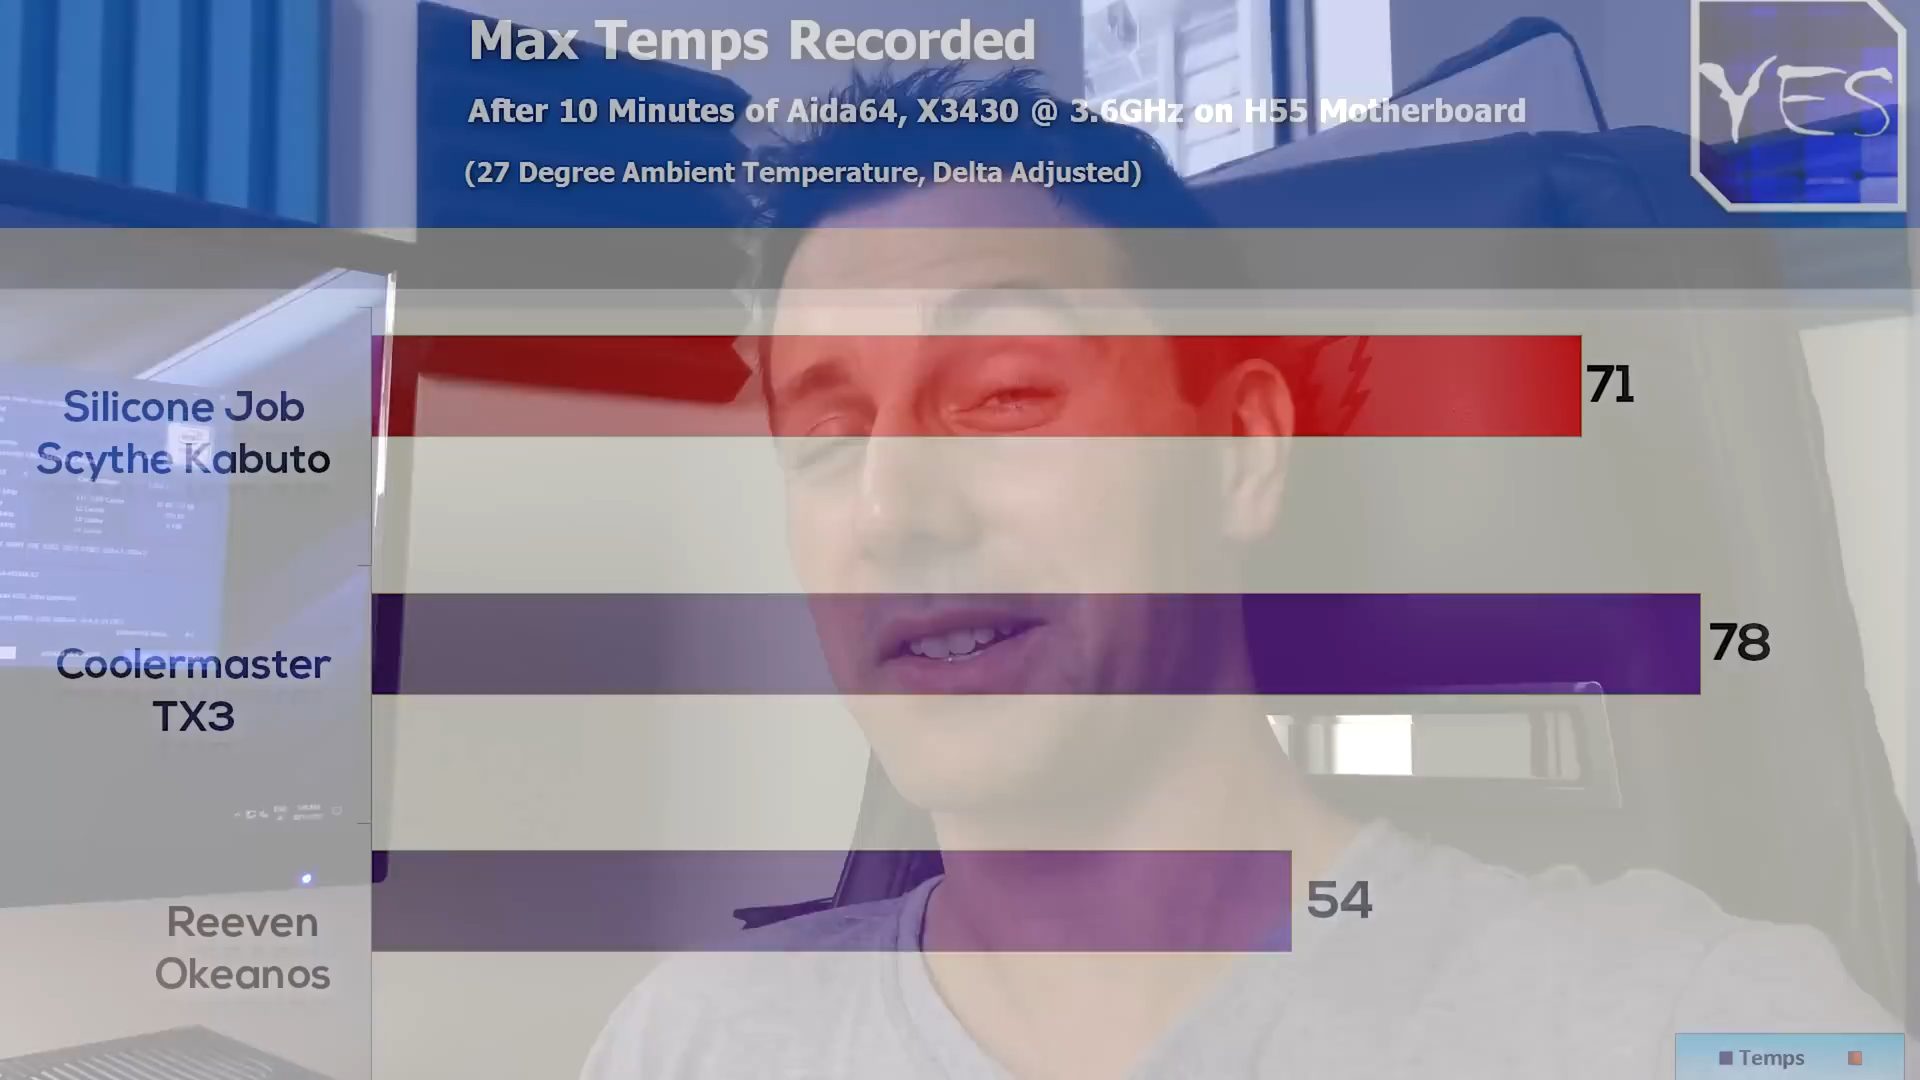 Max Temps Recorded
After 10 Minutes of Aida64, X3430 @ 3.6GHz on H55 Motherboard
(27 Degree Ambient Temperature, Delta Adjusted)
YES
Silicone Job
Scythe Kabuto
71
Coolermaster
TX3
78
Reeven
Okeanos
54
Temps